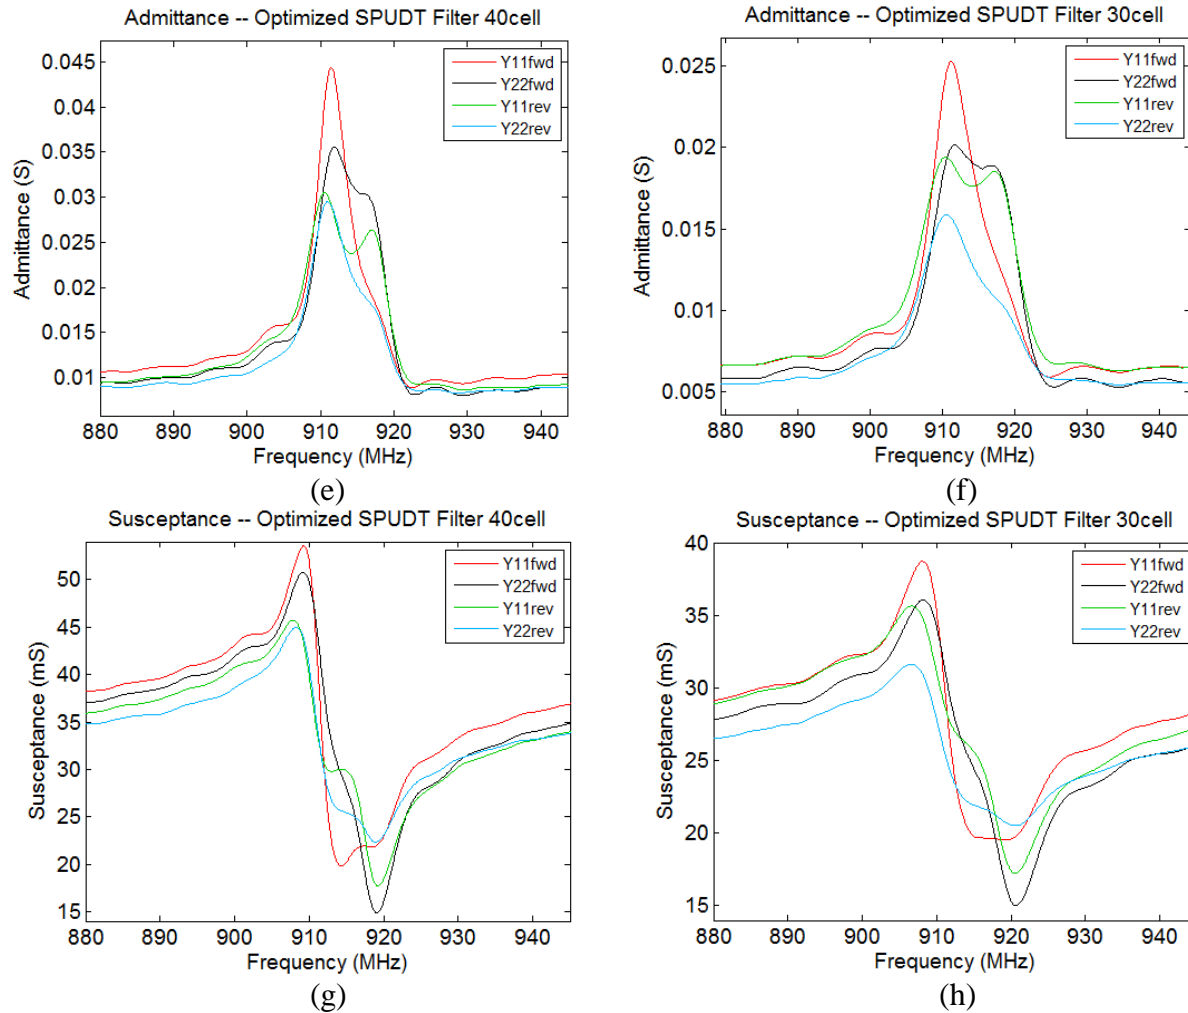 Admittance -- Optimized SPUDT Filter 40cell
0.045
0.04
0.035
0.03
0.025
0.02
0.015
0.01
Admittance (S)
Y11fwd
Y22fwd
Y11rev
Y22rev
880 890 900 910 920 930 940
Frequency (MHz)
(e)
Admittance -- Optimized SPUDT Filter 30cell
0.025
0.02
0.015
0.01
0.005
Admittance (S)
Y11fwd
Y22fwd
Y11rev
Y22rev
880 890 900 910 920 930 940
Frequency (MHz)
(f)
Susceptance -- Optimized SPUDT Filter 40cell
50
45
40
35
30
25
20
15
Susceptance (mS)
Y11fwd
Y22fwd
Y11rev
Y22rev
880 890 900 910 920 930 940
Frequency (MHz)
(g)
Susceptance -- Optimized SPUDT Filter 30cell
40
35
30
25
20
15
Susceptance (mS)
Y11fwd
Y22fwd
Y11rev
Y22rev
880 890 900 910 920 930 940
Frequency (MHz)
(h)